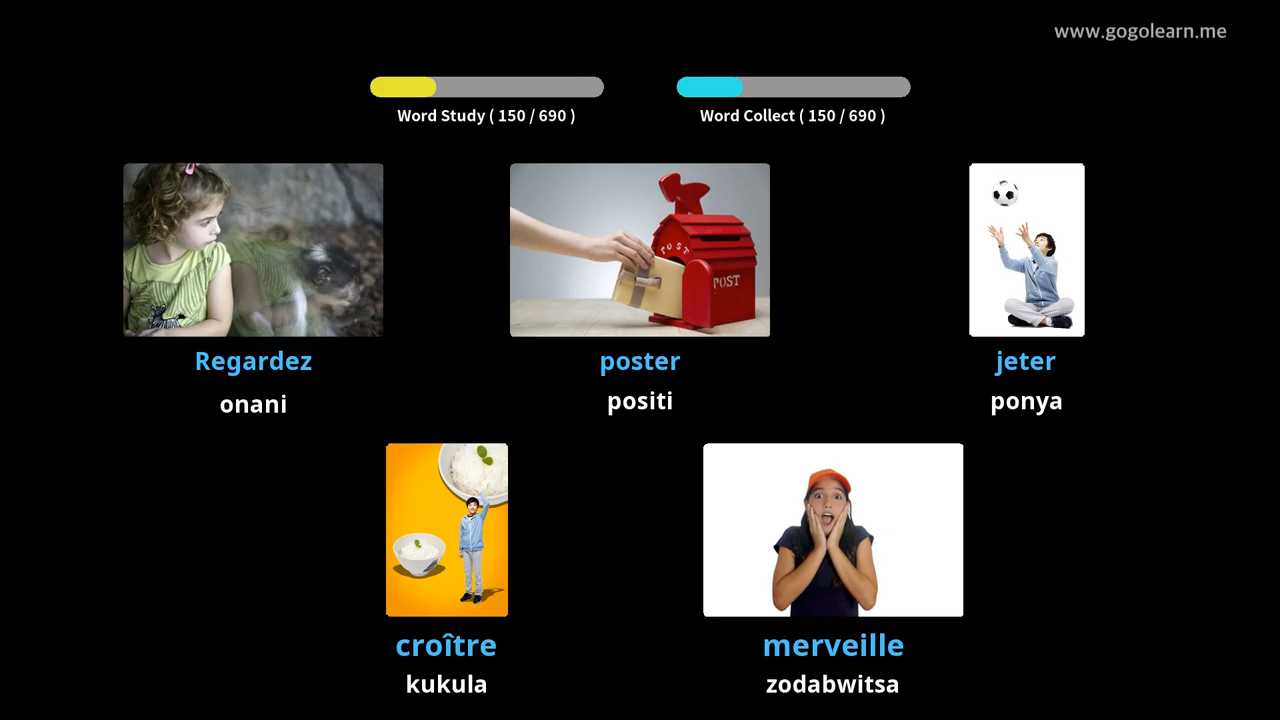 www.gogolearn.me
Word Study ( 150 / 690 )
Word Collect ( 150 / 690 )
POST
POST
Regardez
poster
jeter
onani
positi
ponya
croître
merveille
kukula
zodabwitsa